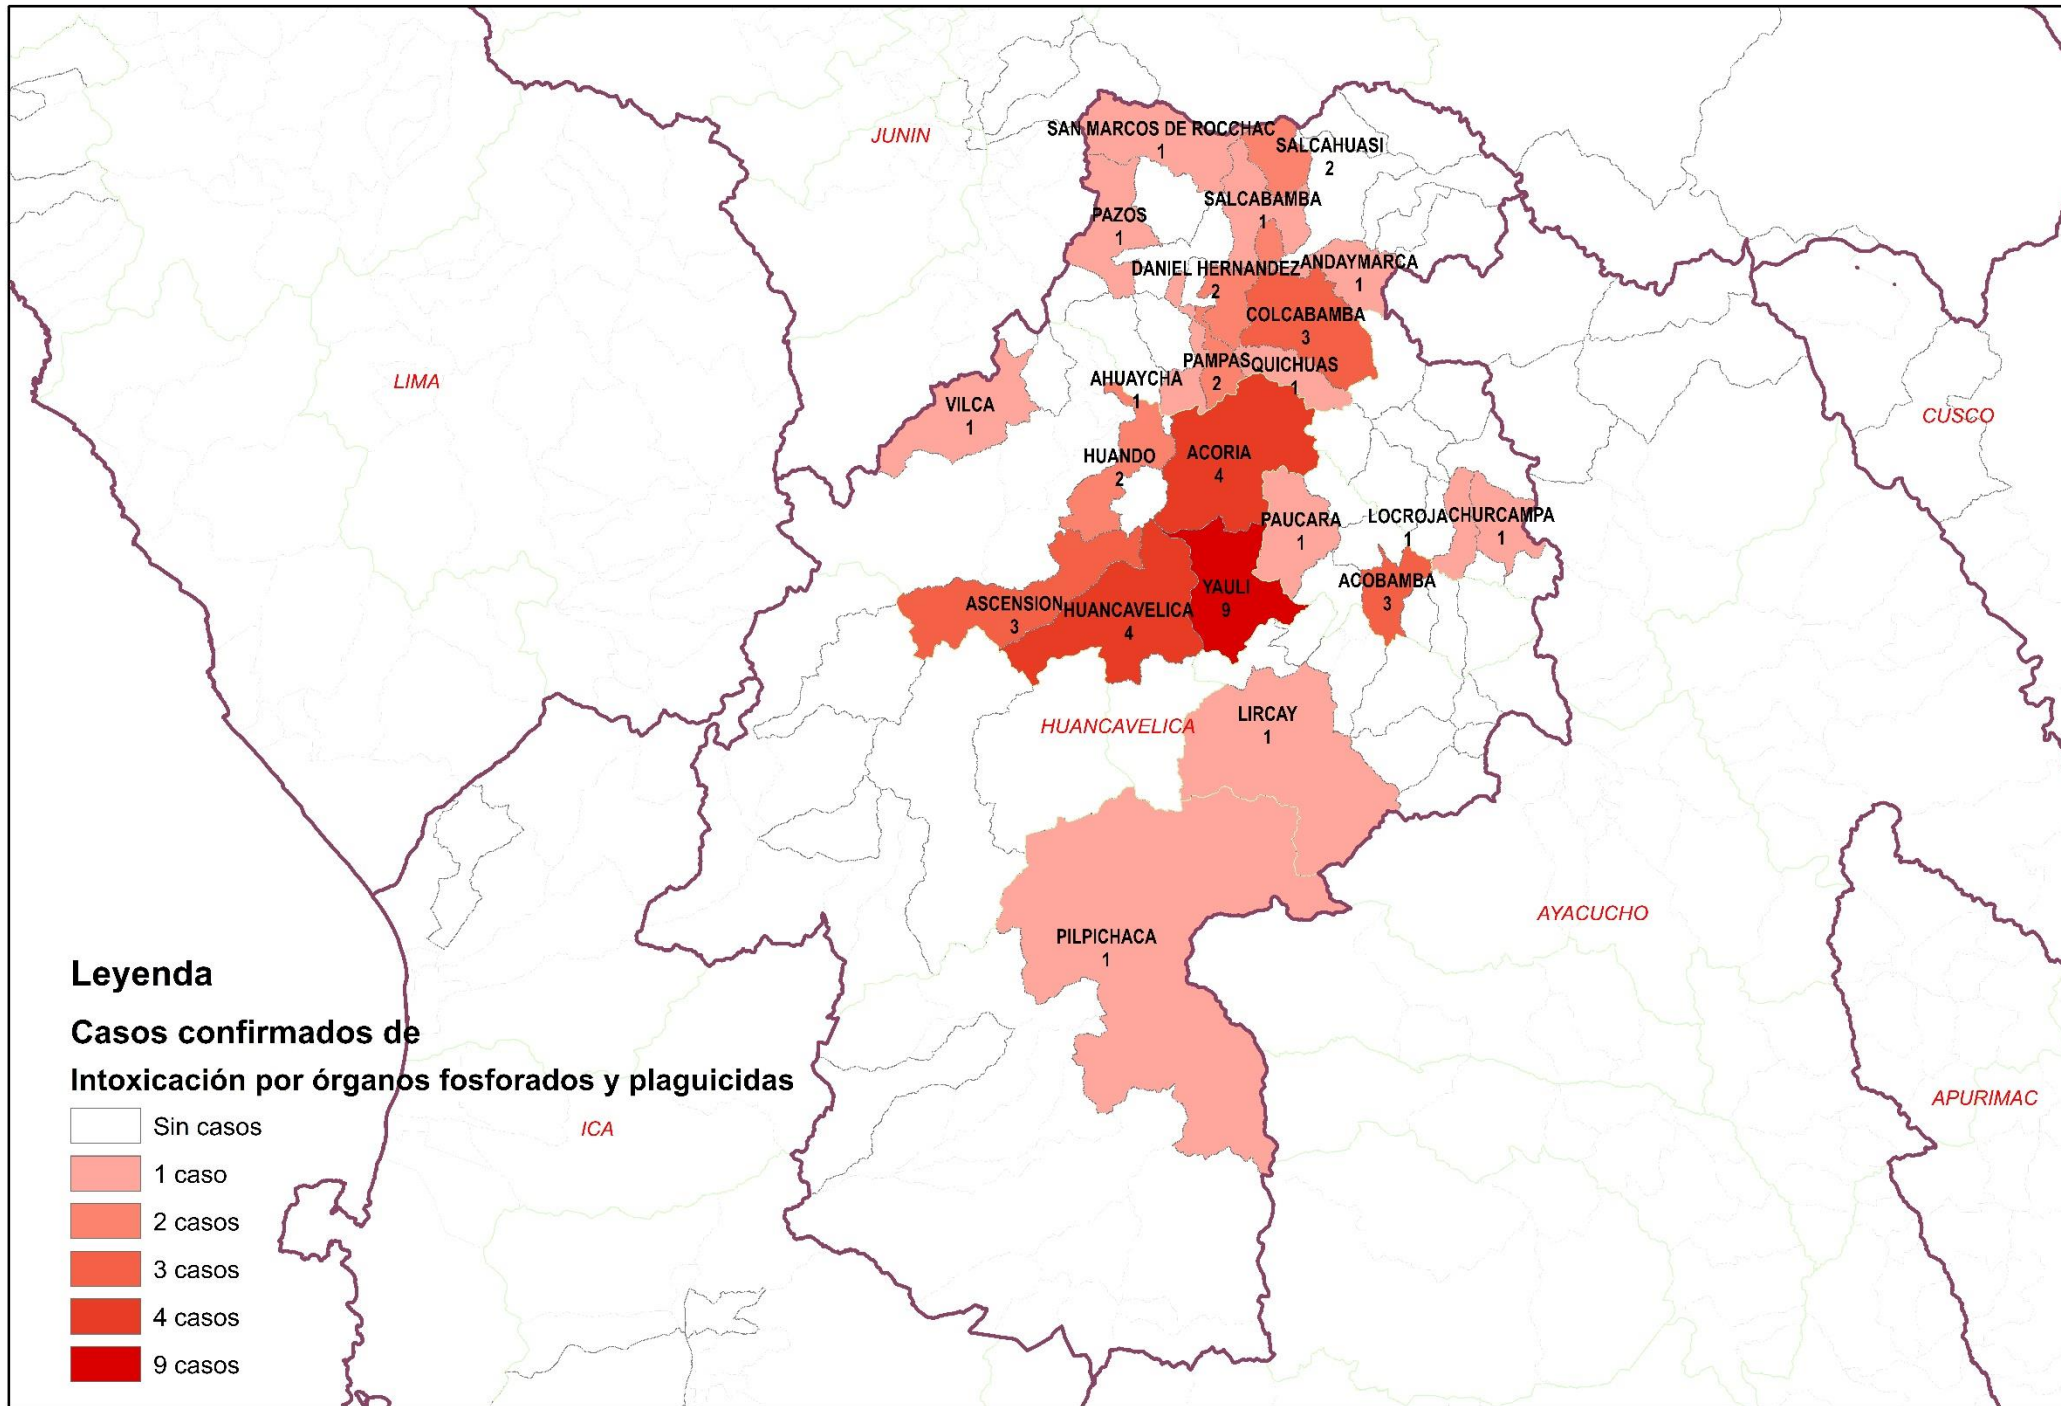 JUNIN
SAN MARCOS DE ROCCHAC
1
SALCAHUASI
2
SALCABAMBA
1
PAZOS
1
DANIEL HERNANDEZ
2
ANDAYMARCA
1
COLCABAMBA
3
PAMPAS
2
QUICHUAS
1
AHUAYCHA
1
LIMA
VILCA
1
CUSCO
HUANDO
2
ACORIA
4
PAUCARA
1
LOCROJA
1
CHURCAMPA
1
ACOBAMBA
3
YAULI
9
ASCENSION
3
HUANCAVELICA
4
LIRCAY
1
HUANCAVELICA
AYACUCHO
PILPICHACA
1
APURIMAC
ICA
Leyenda
Casos confirmados de
Intoxicación por órganos fosforados y plaguicidas
Sin casos
1 caso
2 casos
3 casos
4 casos
9 casos